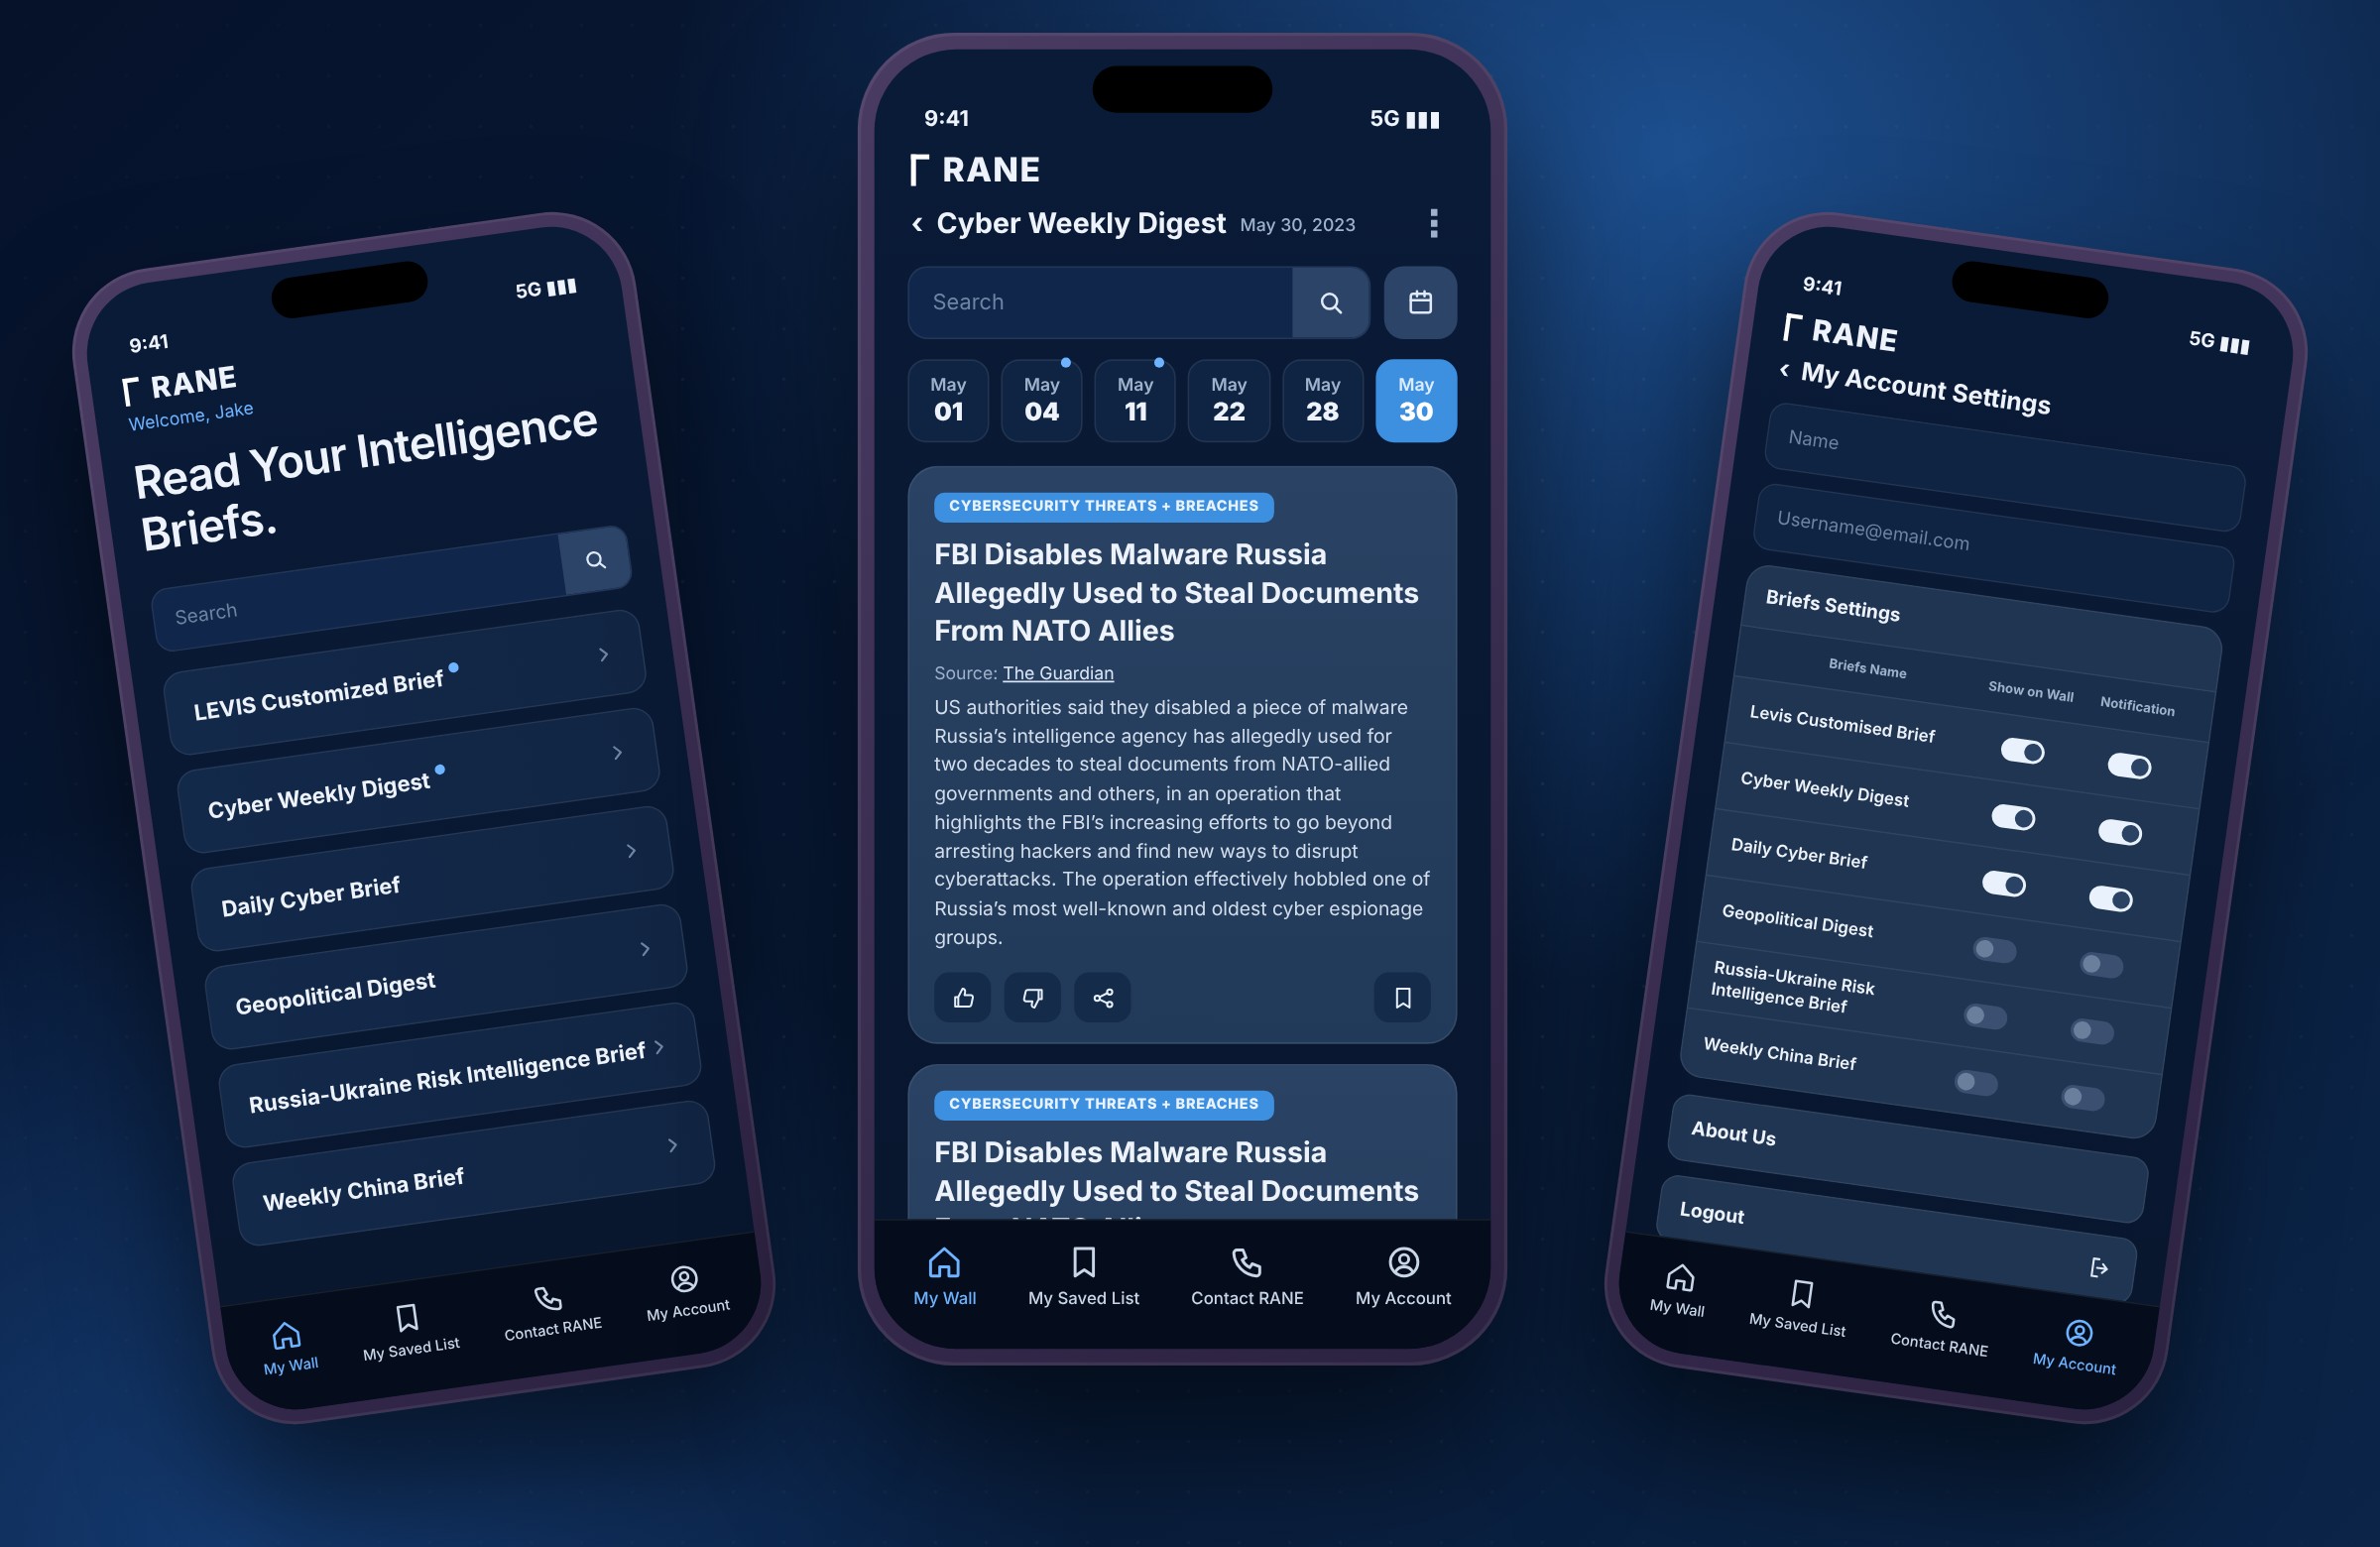 9:41
5G
RANE
Welcome, Jake
Read Your Intelligence
Briefs.
Search
LEVIS Customized Brief
Cyber Weekly Digest
Daily Cyber Brief
Geopolitical Digest
Russia-Ukraine Risk Intelligence Brief
Weekly China Brief
My Wall
My Saved List
Contact RANE
My Account
9:41
5G
RANE
Cyber Weekly Digest May 30, 2023
Search
May
01
May
04
May
11
May
22
May
28
May
30
CYBERSECURITY THREATS + BREACHES
FBI Disables Malware Russia
Allegedly Used to Steal Documents
From NATO Allies
Source: The Guardian
US authorities said they disabled a piece of malware
Russia’s intelligence agency has allegedly used for
two decades to steal documents from NATO-allied
governments and others, in an operation that
highlights the FBI’s increasing efforts to go beyond
arresting hackers and find new ways to disrupt
cyberattacks. The operation effectively hobbled one of
Russia’s most well-known and oldest cyber espionage
groups.
CYBERSECURITY THREATS + BREACHES
FBI Disables Malware Russia
Allegedly Used to Steal Documents
My Wall
My Saved List
Contact RANE
My Account
9:41
5G
RANE
My Account Settings
Name
Username@email.com
Briefs Settings
Briefs Name
Show on Wall
Notification
Levis Customised Brief
Cyber Weekly Digest
Daily Cyber Brief
Geopolitical Digest
Russia-Ukraine Risk
Intelligence Brief
Weekly China Brief
About Us
Logout
My Wall
My Saved List
Contact RANE
My Account